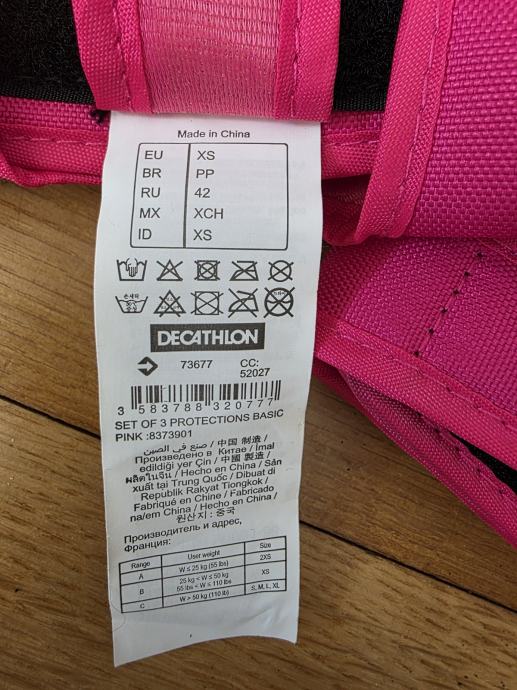 Made in China
EU XS
BR PP
RU 42
MX XCH
ID XS
손세탁
DECATHLON
73677 CC: 52027
3 583788 320777
SET OF 3 PROTECTIONS BASIC
PINK :8373901
صنع في الصين / 中国 制造 /
Произведено в Китае / İmal
edildiği yer Çin / 中國 製造 /
ผลิตในจีน / Hecho en China / Sản
xuất tại Trung Quốc / Dibuat di
Republik Rakyat Tiongkok /
Fabriqué en Chine / Fabricado
na/em China / Hecho en China /
원산지 : 중국
Производитель и адрес,
Франция:
Range User weight Size
A W ≤ 25 kg (55 lbs) 2XS
B 25 kg < W ≤ 50 kg XS
55 lbs < W ≤ 110 lbs
C W > 50 kg (110 lb) S, M, L, XL